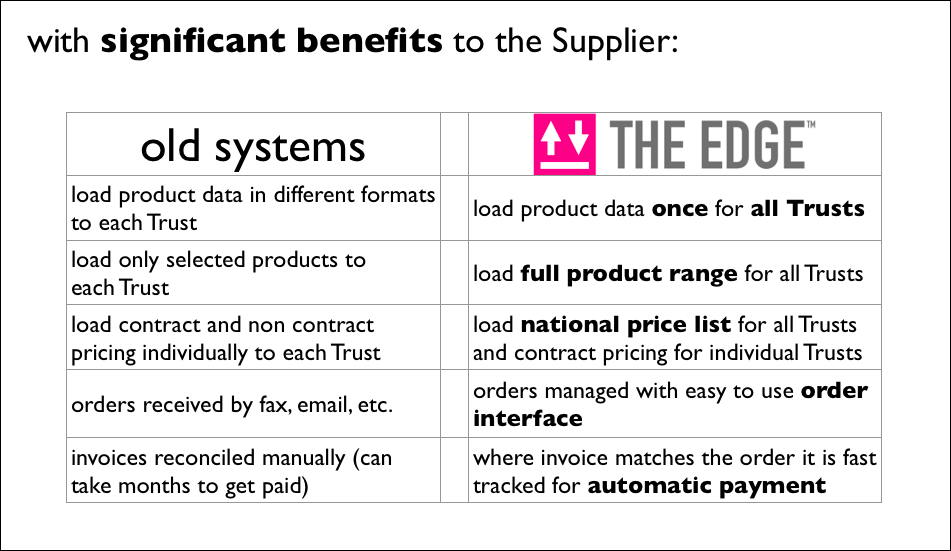 with significant benefits to the Supplier:
old systems
THE EDGE™
load product data in different formats
to each Trust
load product data once for all Trusts
load only selected products to
each Trust
load full product range for all Trusts
load contract and non contract
pricing individually to each Trust
load national price list for all Trusts
and contract pricing for individual Trusts
orders received by fax, email, etc.
orders managed with easy to use order
interface
invoices reconciled manually (can
take months to get paid)
where invoice matches the order it is fast
tracked for automatic payment